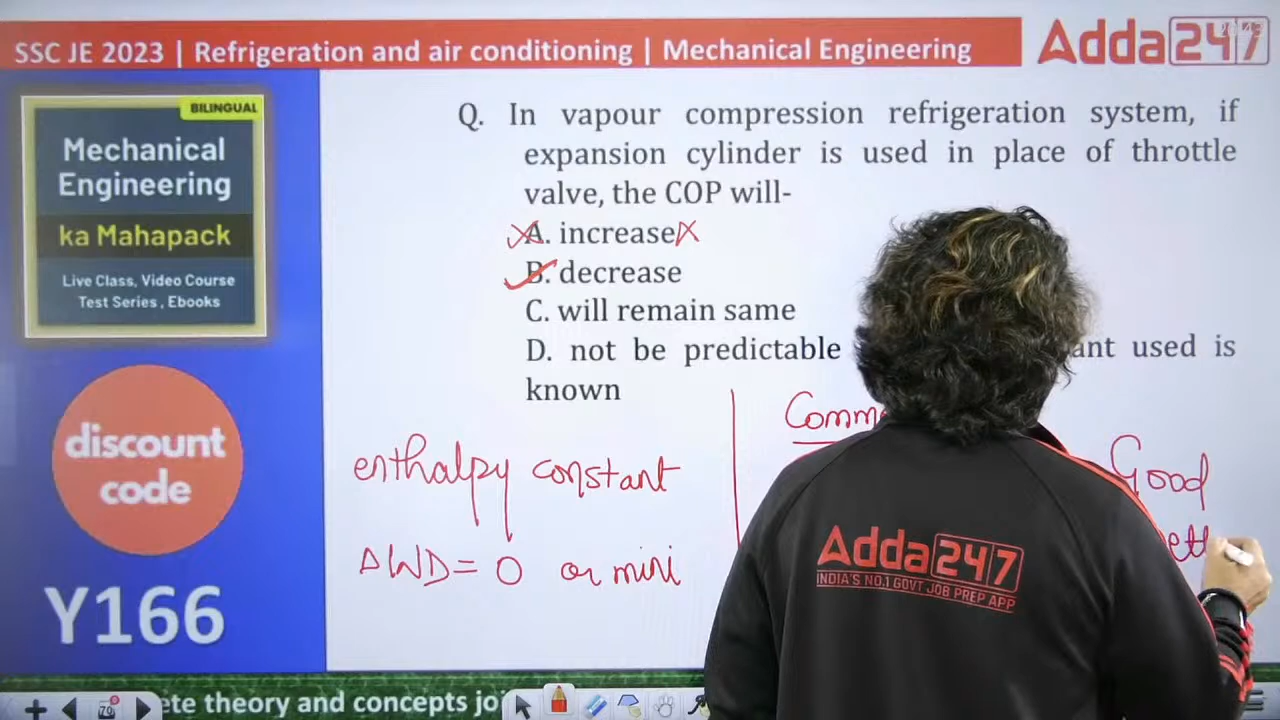 SSC JE 2023 | Refrigeration and air conditioning | Mechanical Engineering
Adda247
BILINGUAL
Mechanical
Engineering
ka Mahapack
Live Class, Video Course
Test Series , Ebooks
discount
code
Y166
Q. In vapour compression refrigeration system, if
expansion cylinder is used in place of throttle
valve, the COP will-
A. increase
B. decrease
C. will remain same
D. not be predictable
used is
known
enthalpy constant
ΔWD = 0 or mini
Good
Adda247
INDIA'S NO.1 GOVT JOB PREP APP
theory and concepts